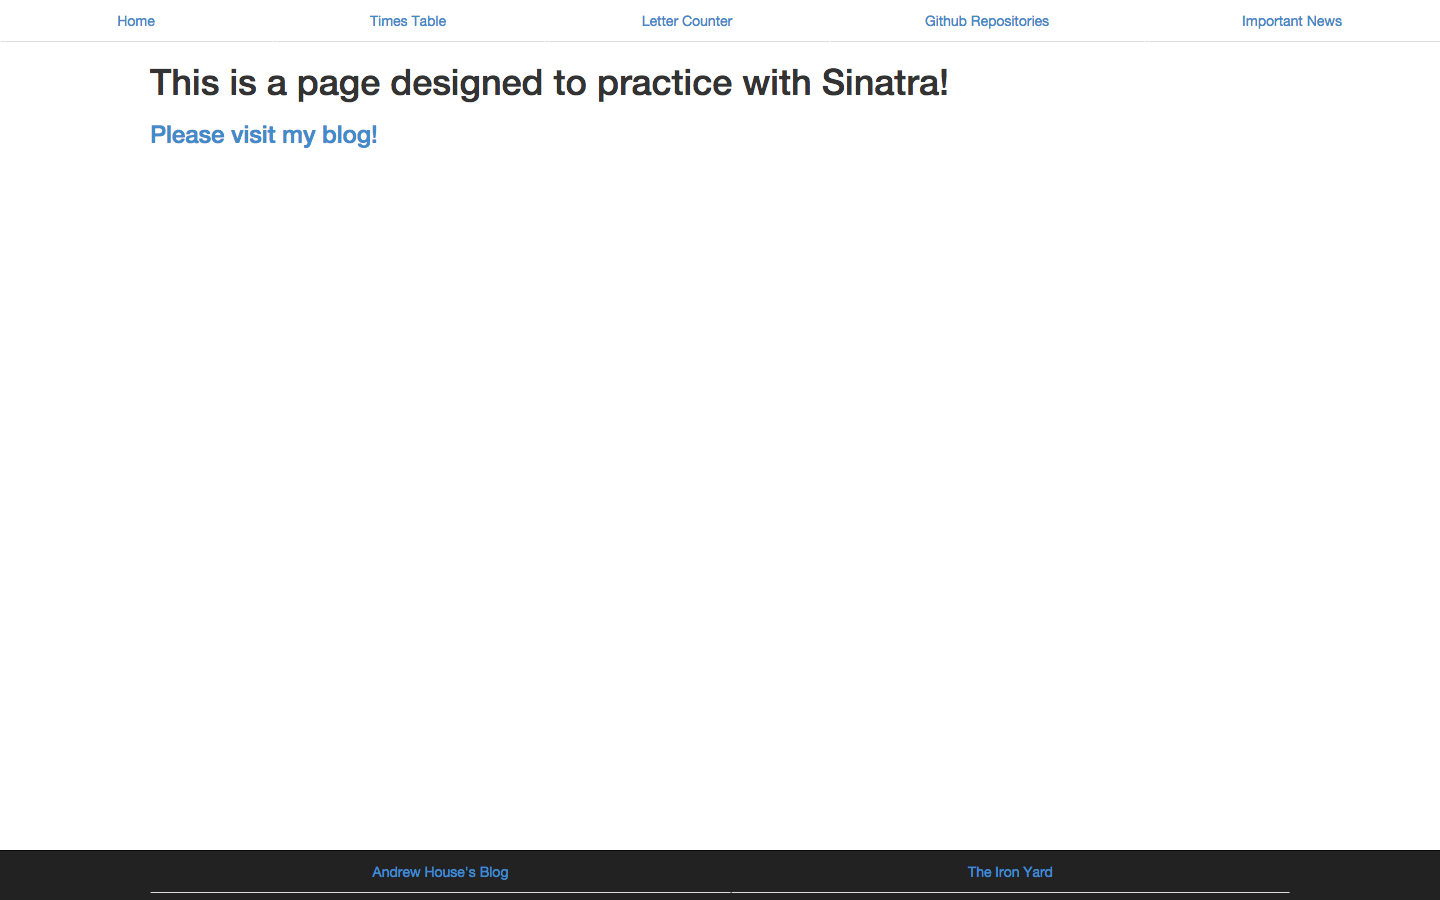 Home Times Table Letter Counter Github Repositories Important News
This is a page designed to practice with Sinatra!
Please visit my blog!
Andrew House's Blog The Iron Yard